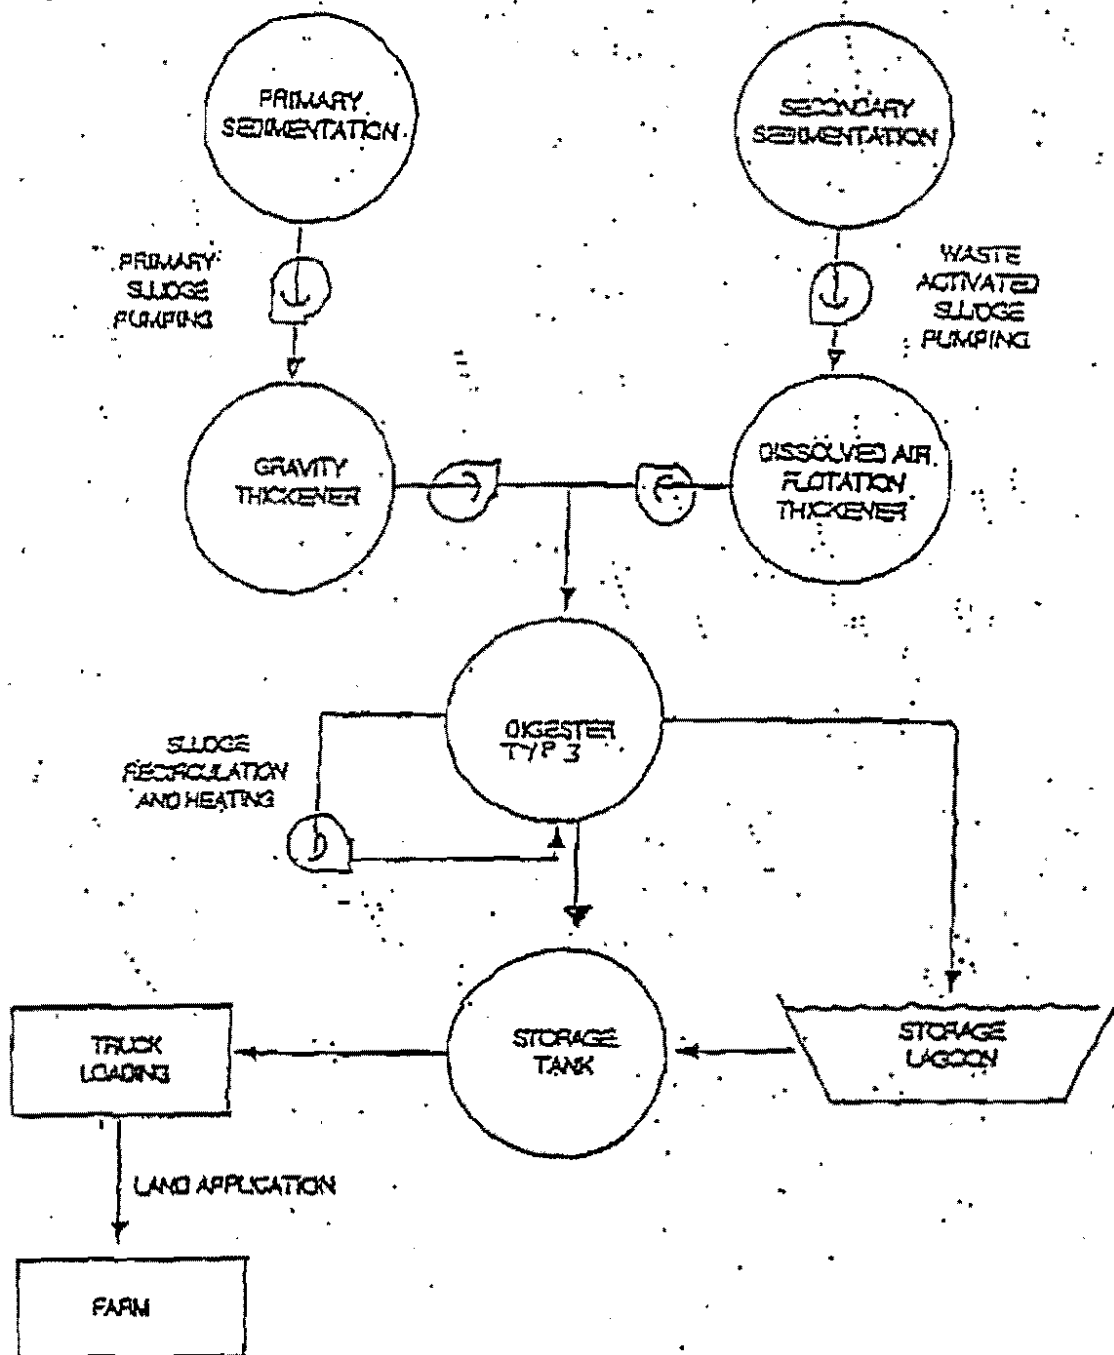 PRIMARY
SEDIMENTATION
SECONDARY
SEDIMENTATION
PRIMARY
SLUDGE
PUMPING
WASTE
ACTIVATED
SLUDGE
PUMPING
GRAVITY
THICKENER
DISSOLVED AIR
FLOTATION
THICKENER
DIGESTER
TYP 3
SLUDGE
RECIRCULATION
AND HEATING
TRUCK
LOADING
STORAGE
TANK
STORAGE
LAGOON
LAND APPLICATION
FARM